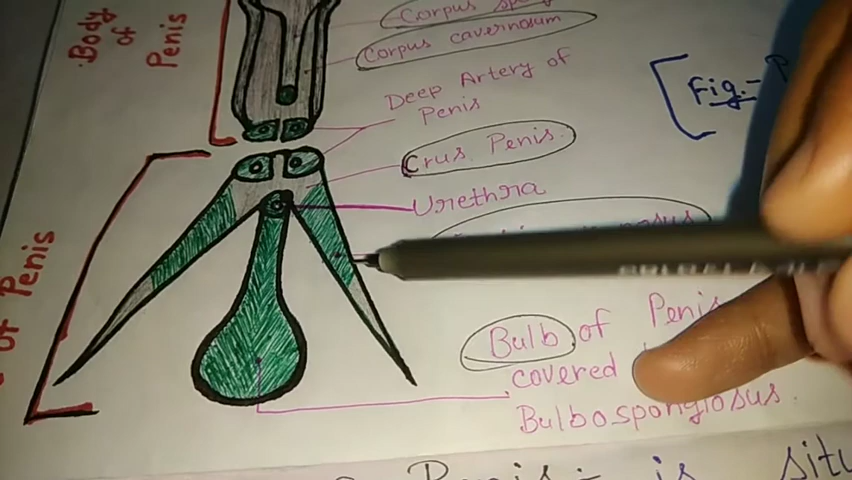 Body
of
Penis
Corpus
Corpus cavernosum
Deep Artery of
Penis
Fig:-
Crus Penis
Urethra
of Penis
Bulb of Penis
covered
Bulbospongiosus.
Penis:- is situ